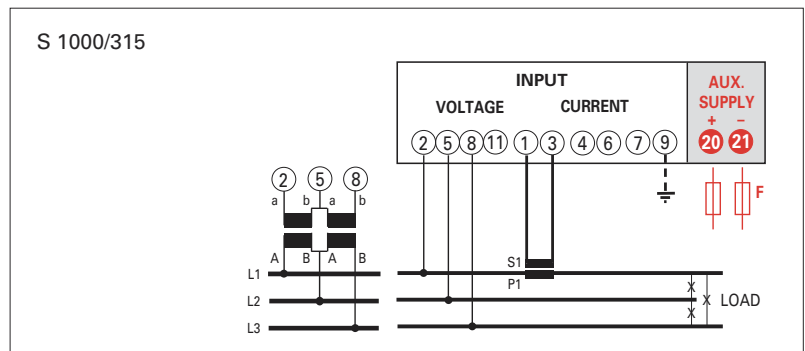 S 1000/315
INPUT
VOLTAGE CURRENT
2 5 8 11 1 3 4 6 7 9
AUX.
SUPPLY
+ –
20 21
F
2 5 8
a b a b
A B A B
L1
L2
L3
S1
P1
X
X
X
LOAD